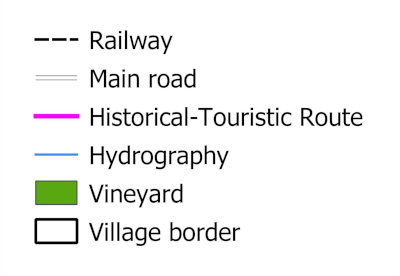 Railway
Main road
Historical-Touristic Route
Hydrography
Vineyard
Village border